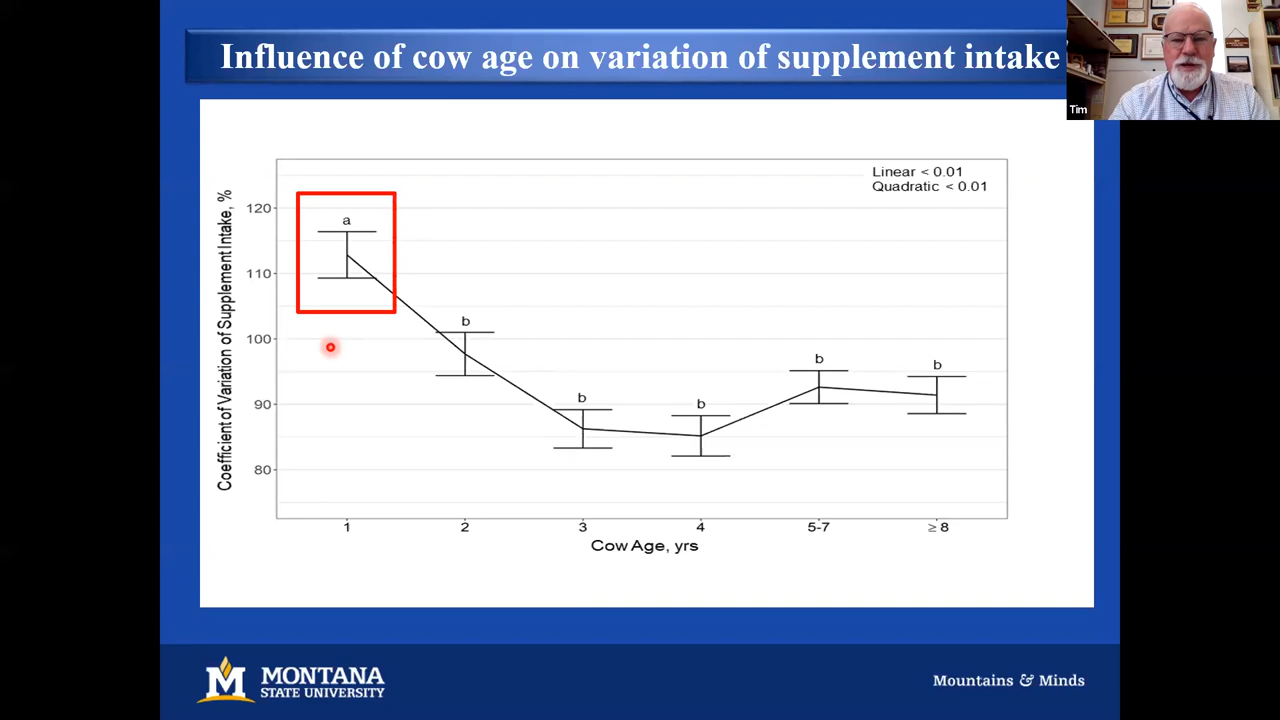 Influence of cow age on variation of supplement intake
Tim
Linear < 0.01
Quadratic < 0.01
Coefficient of Variation of Supplement Intake, %
120
110
100
90
80
a
b
b
b
b
b
1 2 3 4 5-7 ≥ 8
Cow Age, yrs
M MONTANA
STATE UNIVERSITY
Mountains & Minds